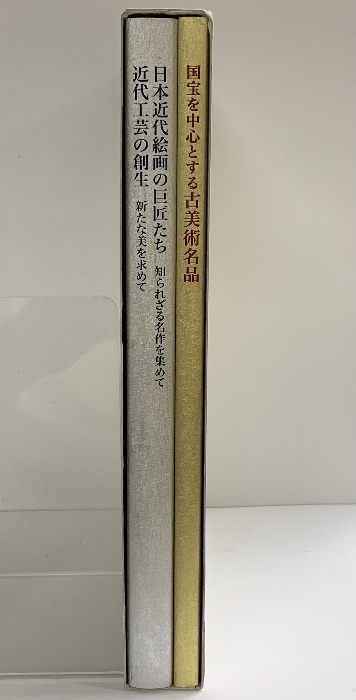 国宝を中心とする古美術名品
日本近代絵画の巨匠たち 知られざる名作を集めて
近代工芸の創生 新たな美を求めて